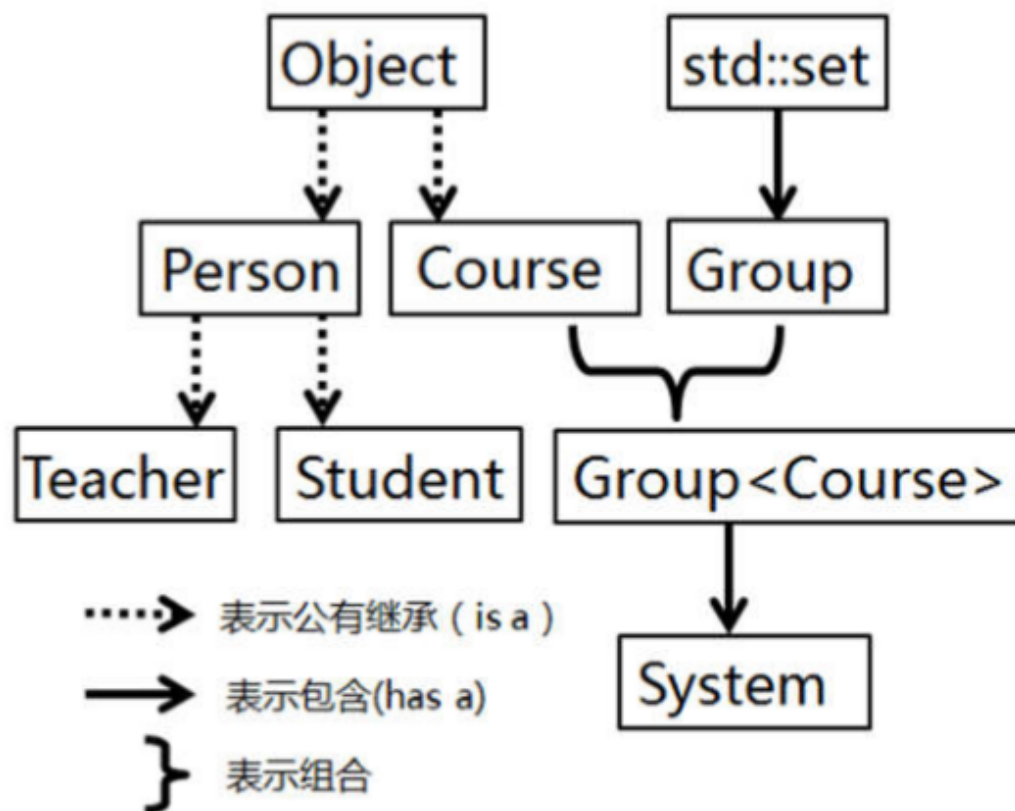 Object
std::set
Person
Course
Group
Teacher
Student
Group<Course>
表示公有继承（is a）
表示包含(has a)
System
表示组合